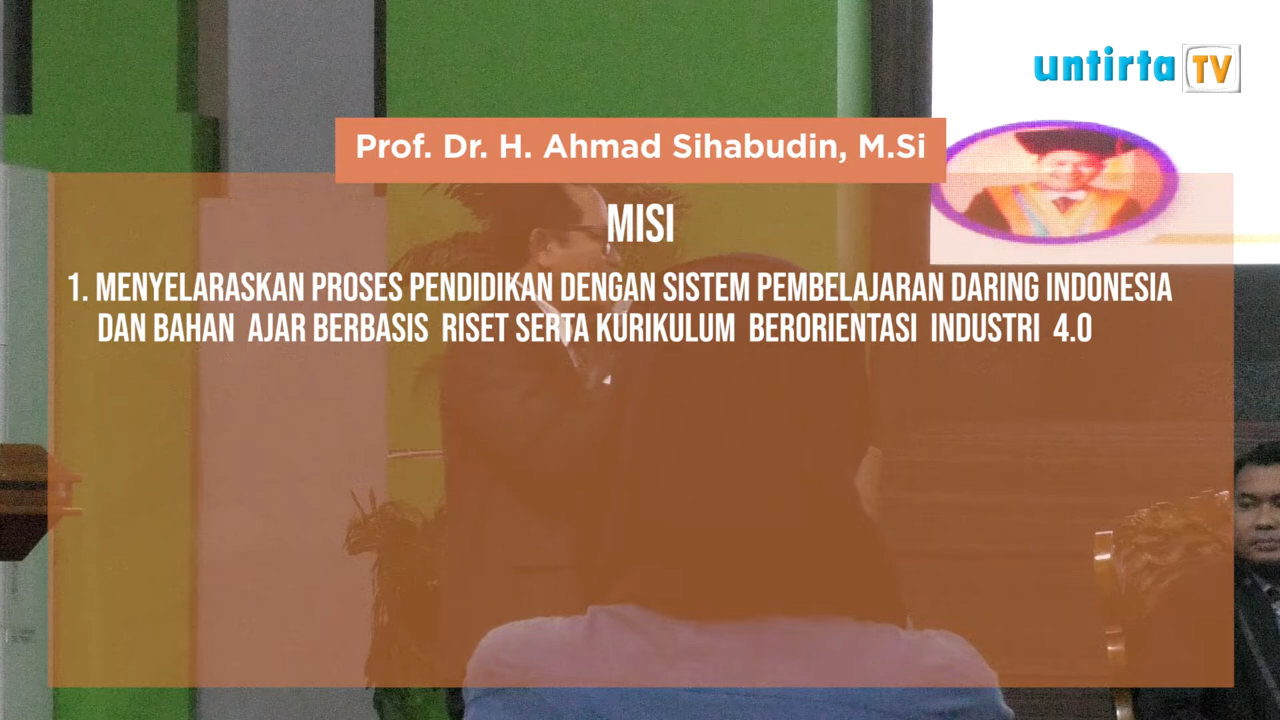 untirta TV
Prof. Dr. H. Ahmad Sihabudin, M.Si
MISI
1. MENYELARASKAN PROSES PENDIDIKAN DENGAN SISTEM PEMBELAJARAN DARING INDONESIA
DAN BAHAN AJAR BERBASIS RISET SERTA KURIKULUM BERORIENTASI INDUSTRI 4.0